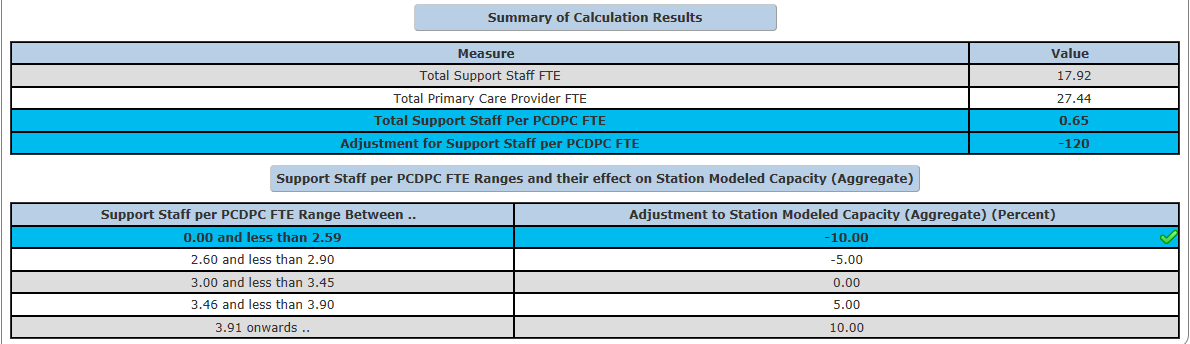 Summary of Calculation Results
Measure Value
Total Support Staff FTE 17.92
Total Primary Care Provider FTE 27.44
Total Support Staff Per PCDPC FTE 0.65
Adjustment for Support Staff per PCDPC FTE -120
Support Staff per PCDPC FTE Ranges and their effect on Station Modeled Capacity (Aggregate)
Support Staff per PCDPC FTE Range Between .. Adjustment to Station Modeled Capacity (Aggregate) (Percent)
0.00 and less than 2.59 -10.00
2.60 and less than 2.90 -5.00
3.00 and less than 3.45 0.00
3.46 and less than 3.90 5.00
3.91 onwards .. 10.00